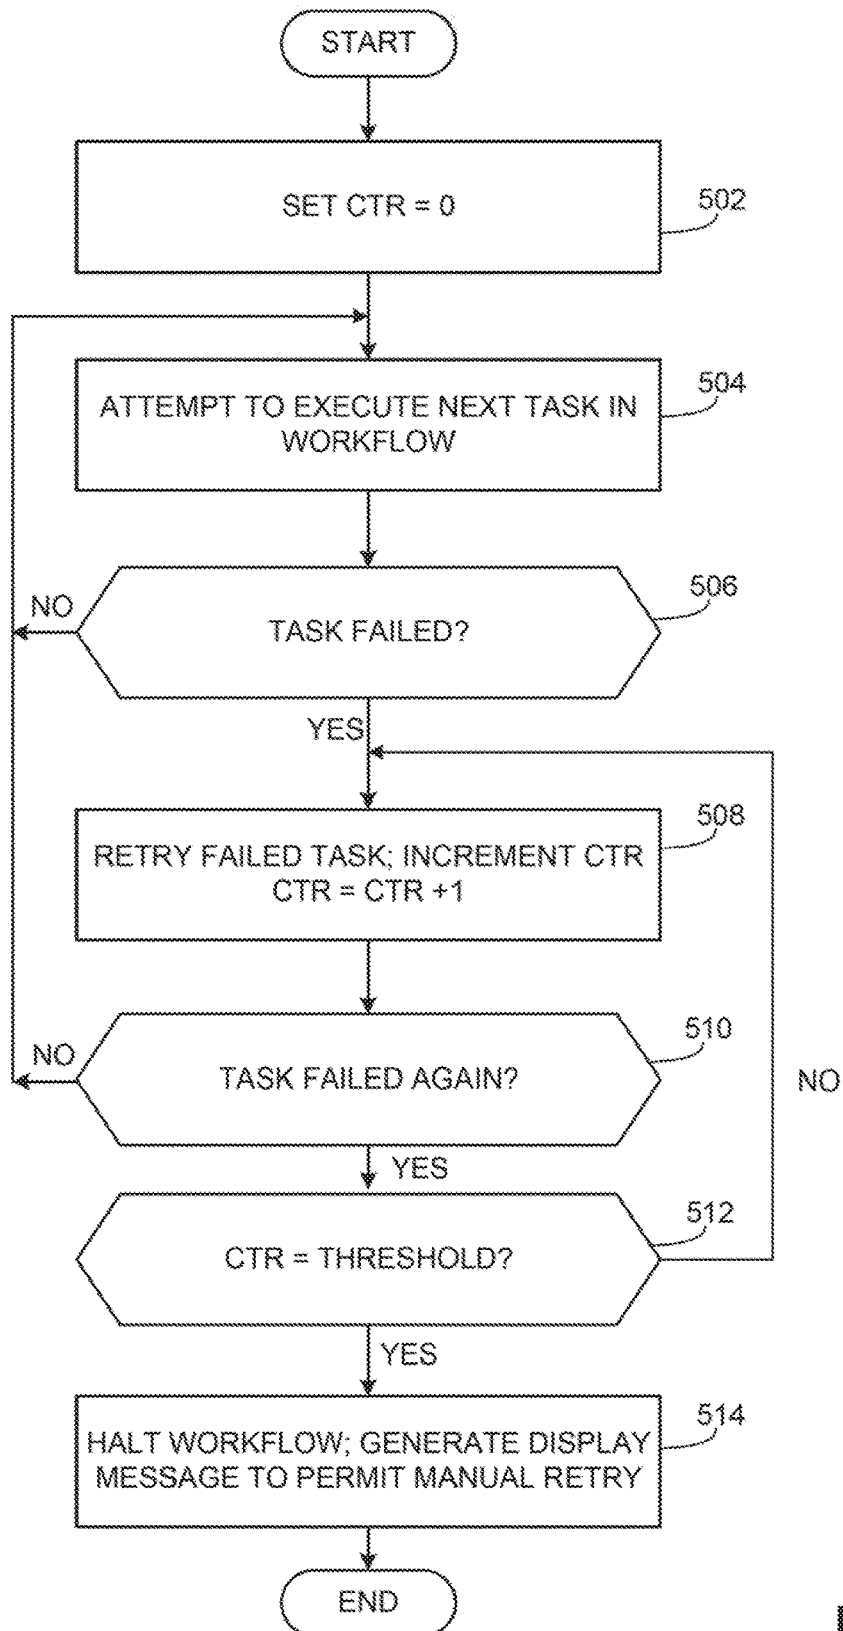 START
SET CTR = 0
502
ATTEMPT TO EXECUTE NEXT TASK IN
WORKFLOW
504
NO
TASK FAILED?
506
YES
RETRY FAILED TASK; INCREMENT CTR
CTR = CTR +1
508
NO
TASK FAILED AGAIN?
510
NO
YES
CTR = THRESHOLD?
512
YES
HALT WORKFLOW; GENERATE DISPLAY
MESSAGE TO PERMIT MANUAL RETRY
514
END